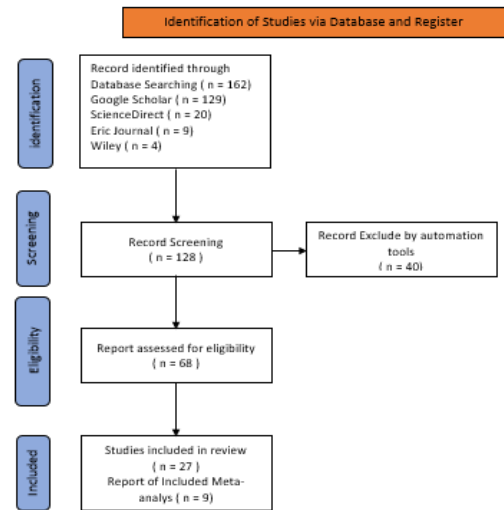 Identification of Studies via Database and Register
identification
Record identified through
Database Searching ( n = 162)
Google Scholar ( n = 129)
ScienceDirect ( n = 20)
Eric Journal ( n = 9)
Wiley ( n = 4)
Screening
Record Screening
( n = 128 )
Record Exclude by automation
tools
( n = 40)
Eligibility
Report assessed for eligibility
( n = 68 )
Included
Studies included in review
( n = 27 )
Report of Included Meta-
analys ( n = 9)